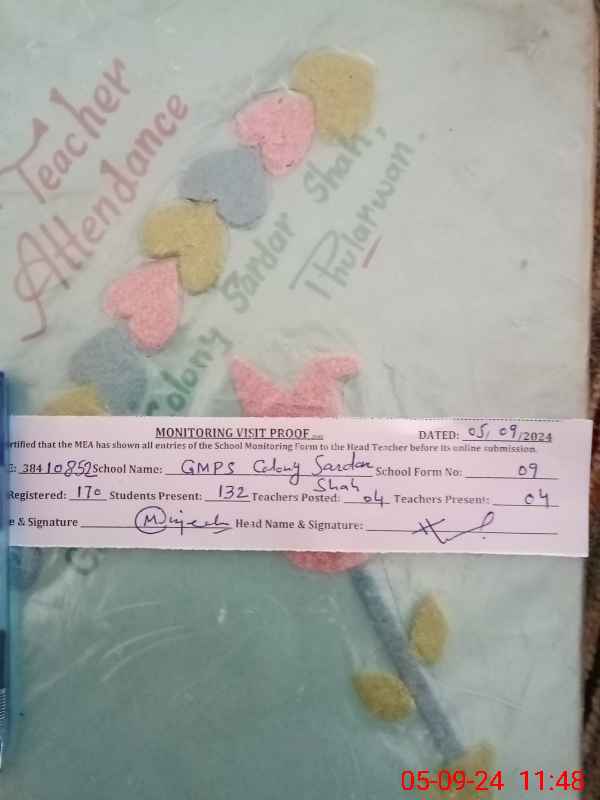 Teacher
Attendance
Colony Sardar Shah,
Phularwan.
MONITORING VISIT PROOF
DATED: 05/09/2024
ertified that the MEA has shown all entries of the School Monitoring Form to the Head Teacher before its online submission.
E: 38410852 School Name: GMPS Colony Sardar Shah School Form No: 09
Registered: 170 Students Present: 132 Teachers Posted: 04 Teachers Present: 04
e & Signature Head Name & Signature:
05-09-24 11:48